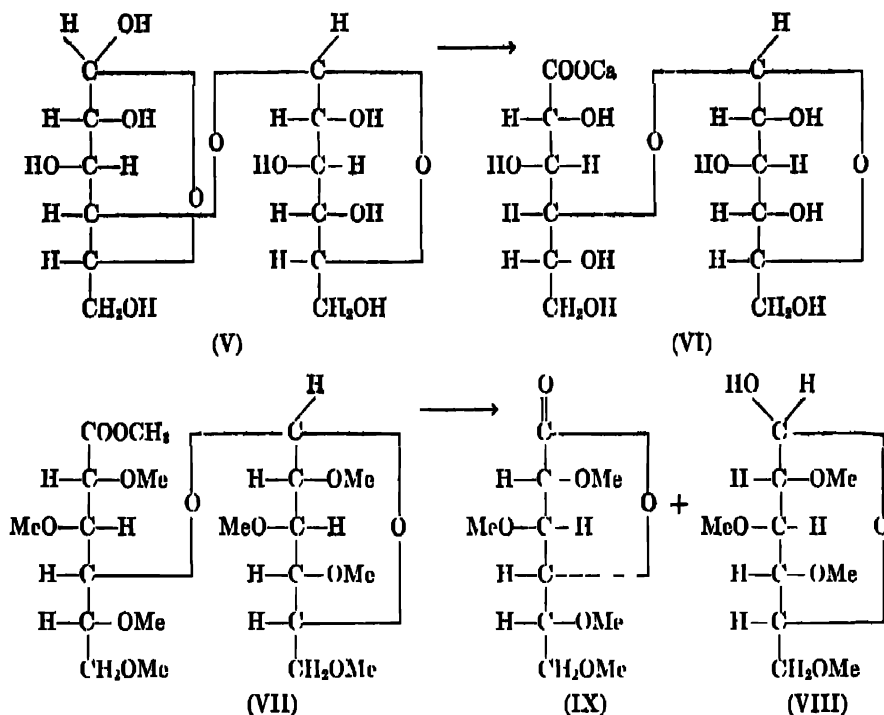 H OH H H
C C COOCa C
H–C–OH H–C–OH H–C–OH H–C–OH
HO–C–H O HO–C–H O HO–C–H O HO–C–H O
H–C O H–C–OH H–C H–C–OH
H–C H–C H–C–OH H–C
CH₂OH CH₂OH CH₂OH CH₂OH
(V) (VI)
H O HO H
COOCH₃ C C C
H–C–OMe H–C–OMe H–C–OMe H–C–OMe
MeO–C–H O MeO–C–H O MeO–C–H O + MeO–C–H O
H–C H–C–OMe H–C H–C–OMe
H–C–OMe H–C H–C–OMe H–C
CH₂OMe CH₂OMe CH₂OMe CH₂OMe
(VII) (IX) (VIII)